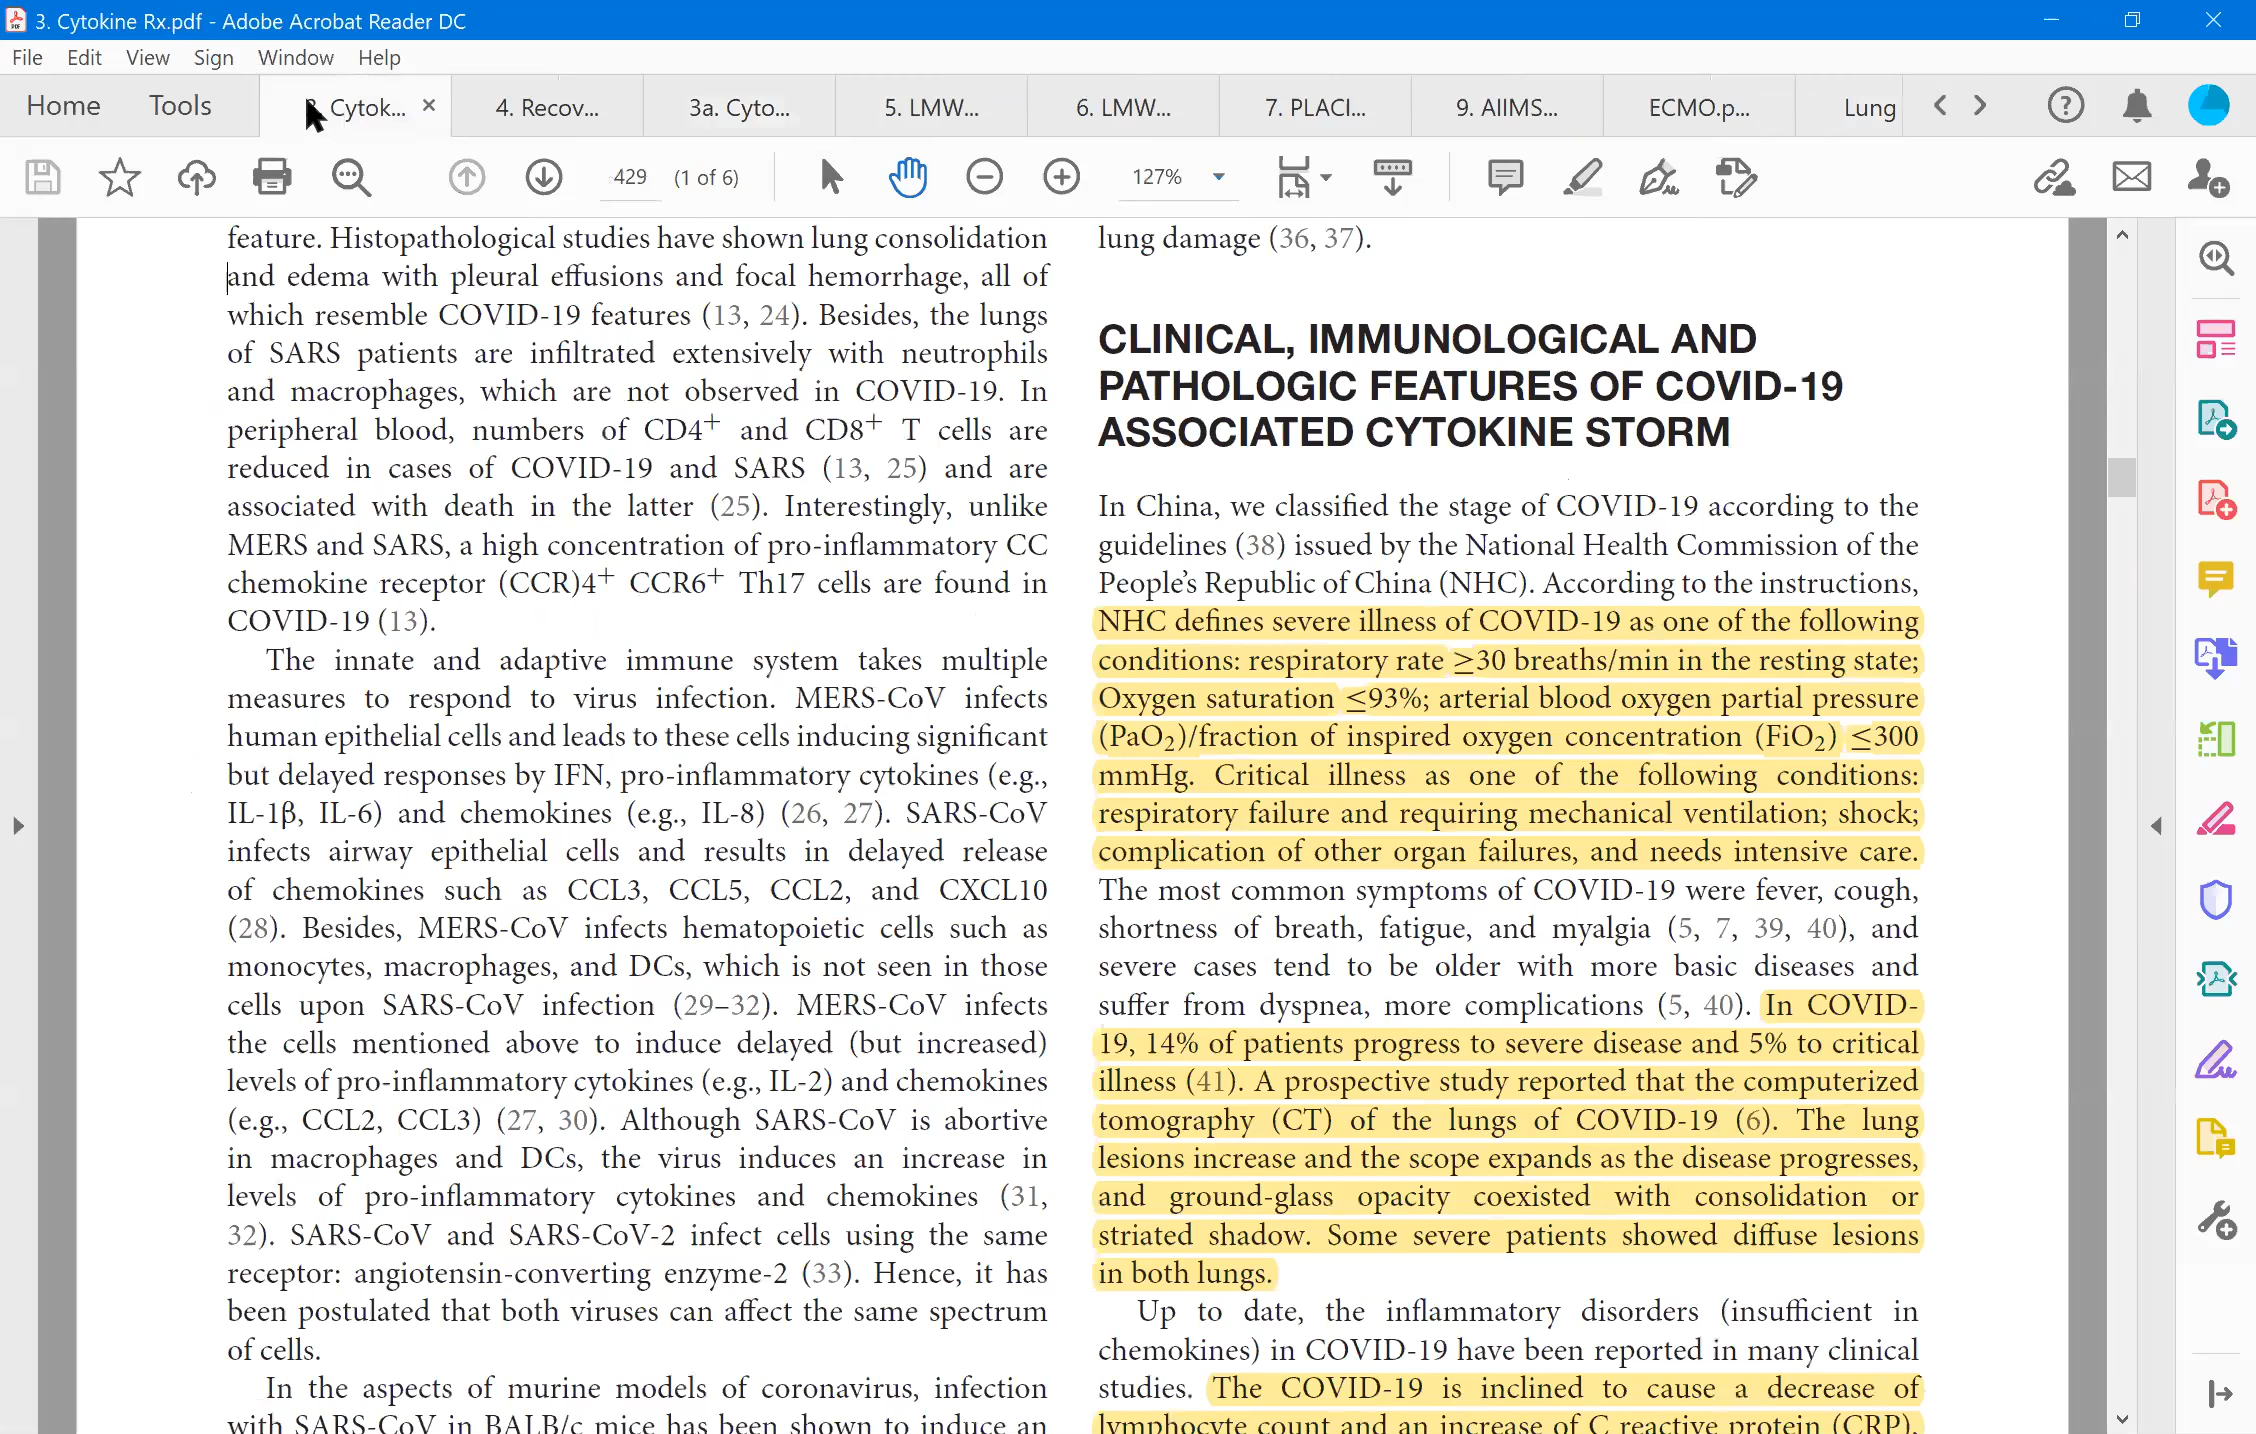 3. Cytokine Rx.pdf - Adobe Acrobat Reader DC
File Edit View Sign Window Help
Home Tools Cytok... 4. Recov... 3a. Cyto... 5. LMW... 6. LMW... 7. PLACI... 9. AIIMS... ECMO.p... Lung
429 (1 of 6) 127%
feature. Histopathological studies have shown lung consolidation
and edema with pleural effusions and focal hemorrhage, all of
which resemble COVID-19 features (13, 24). Besides, the lungs
of SARS patients are infiltrated extensively with neutrophils
and macrophages, which are not observed in COVID-19. In
peripheral blood, numbers of CD4+ and CD8+ T cells are
reduced in cases of COVID-19 and SARS (13, 25) and are
associated with death in the latter (25). Interestingly, unlike
MERS and SARS, a high concentration of pro-inflammatory CC
chemokine receptor (CCR)4+ CCR6+ Th17 cells are found in
COVID-19 (13).
The innate and adaptive immune system takes multiple
measures to respond to virus infection. MERS-CoV infects
human epithelial cells and leads to these cells inducing significant
but delayed responses by IFN, pro-inflammatory cytokines (e.g.,
IL-1β, IL-6) and chemokines (e.g., IL-8) (26, 27). SARS-CoV
infects airway epithelial cells and results in delayed release
of chemokines such as CCL3, CCL5, CCL2, and CXCL10
(28). Besides, MERS-CoV infects hematopoietic cells such as
monocytes, macrophages, and DCs, which is not seen in those
cells upon SARS-CoV infection (29–32). MERS-CoV infects
the cells mentioned above to induce delayed (but increased)
levels of pro-inflammatory cytokines (e.g., IL-2) and chemokines
(e.g., CCL2, CCL3) (27, 30). Although SARS-CoV is abortive
in macrophages and DCs, the virus induces an increase in
levels of pro-inflammatory cytokines and chemokines (31,
32). SARS-CoV and SARS-CoV-2 infect cells using the same
receptor: angiotensin-converting enzyme-2 (33). Hence, it has
been postulated that both viruses can affect the same spectrum
of cells.
In the aspects of murine models of coronavirus, infection
with SARS-CoV in BALB/c mice has been shown to induce an
lung damage (36, 37).
CLINICAL, IMMUNOLOGICAL AND
PATHOLOGIC FEATURES OF COVID-19
ASSOCIATED CYTOKINE STORM
In China, we classified the stage of COVID-19 according to the
guidelines (38) issued by the National Health Commission of the
People's Republic of China (NHC). According to the instructions,
NHC defines severe illness of COVID-19 as one of the following
conditions: respiratory rate ≥30 breaths/min in the resting state;
Oxygen saturation ≤93%; arterial blood oxygen partial pressure
(PaO2)/fraction of inspired oxygen concentration (FiO2) ≤300
mmHg. Critical illness as one of the following conditions:
respiratory failure and requiring mechanical ventilation; shock;
complication of other organ failures, and needs intensive care.
The most common symptoms of COVID-19 were fever, cough,
shortness of breath, fatigue, and myalgia (5, 7, 39, 40), and
severe cases tend to be older with more basic diseases and
suffer from dyspnea, more complications (5, 40). In COVID-
19, 14% of patients progress to severe disease and 5% to critical
illness (41). A prospective study reported that the computerized
tomography (CT) of the lungs of COVID-19 (6). The lung
lesions increase and the scope expands as the disease progresses,
and ground-glass opacity coexisted with consolidation or
striated shadow. Some severe patients showed diffuse lesions
in both lungs.
Up to date, the inflammatory disorders (insufficient in
chemokines) in COVID-19 have been reported in many clinical
studies. The COVID-19 is inclined to cause a decrease of
lymphocyte count and an increase of C reactive protein (CRP),